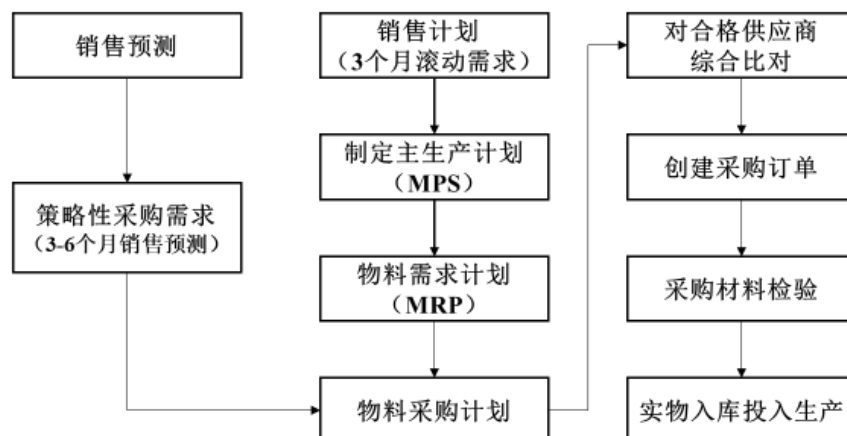 销售预测
策略性采购需求
（3-6个月销售预测）
销售计划
（3个月滚动需求）
制定主生产计划
（MPS）
物料需求计划
（MRP）
物料采购计划
对合格供应商
综合比对
创建采购订单
采购材料检验
实物入库投入生产